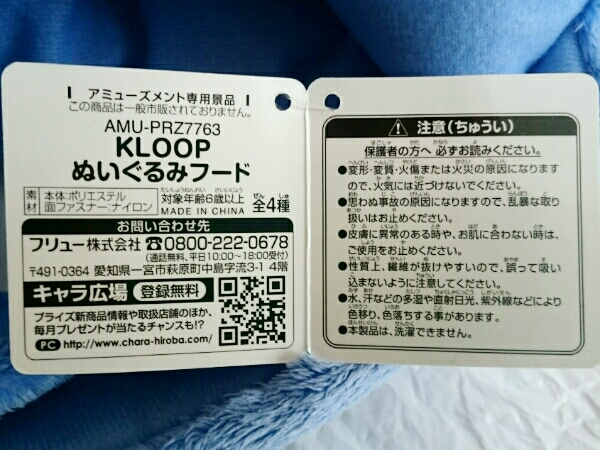 アミューズメント専用景品
この商品は一般市販されておりません。
AMU-PRZ7763
KLOOP
ぬいぐるみフード
素材 本体:ポリエステル
面ファスナー:ナイロン
対象年齢6歳以上
MADE IN CHINA
全4種
お問い合わせ先
フリュー株式会社 ☎0800-222-0678
(通話無料、平日10:00~18:00受付)
〒491-0364 愛知県一宮市萩原町中島字流3-1 4階
キャラ広場 登録無料
プライズ新商品情報や取扱店舗のほか、
毎月プレゼントが当たるチャンスも!?
PC http://www.chara-hiroba.com/
注意(ちゅうい)
保護者の方へ 必ずお読みください。
●変形・変質・火傷または火災の原因になります
ので、火気には近づけないでください。
●思わぬ事故の原因になりますので、乱暴な取り
扱いはお止めください。
●皮膚に異常のある時や、お肌に合わない時は、
ご使用をお止めください。
●性質上、繊維が抜けやすいので、誤って吸い
込まないように注意してください。
●水、汗などの多湿や直射日光、紫外線などにより
色移り、色落ちする事があります。
●本製品は、洗濯できません。